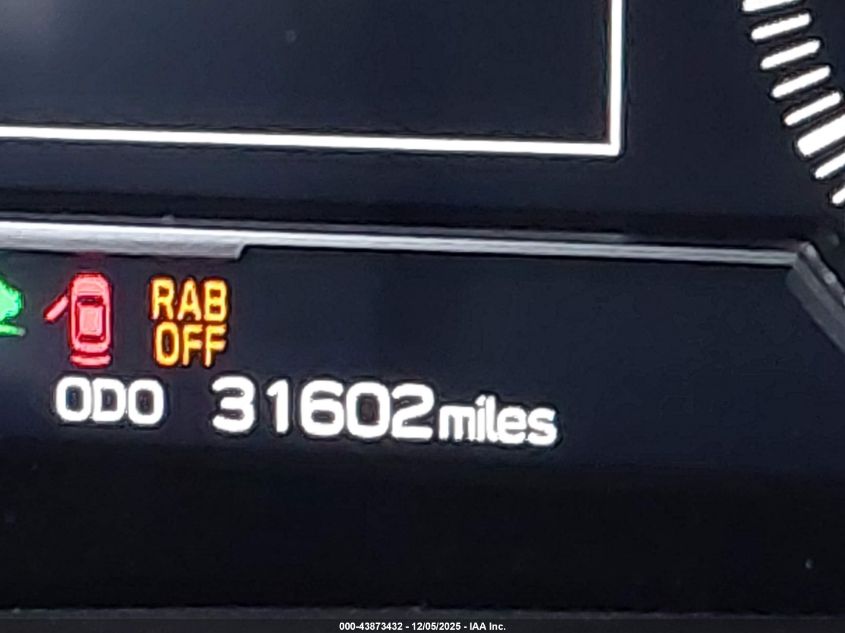 RAB
OFF
ODO 31602miles
000-43873432 - 12/05/2025 - IAA Inc.